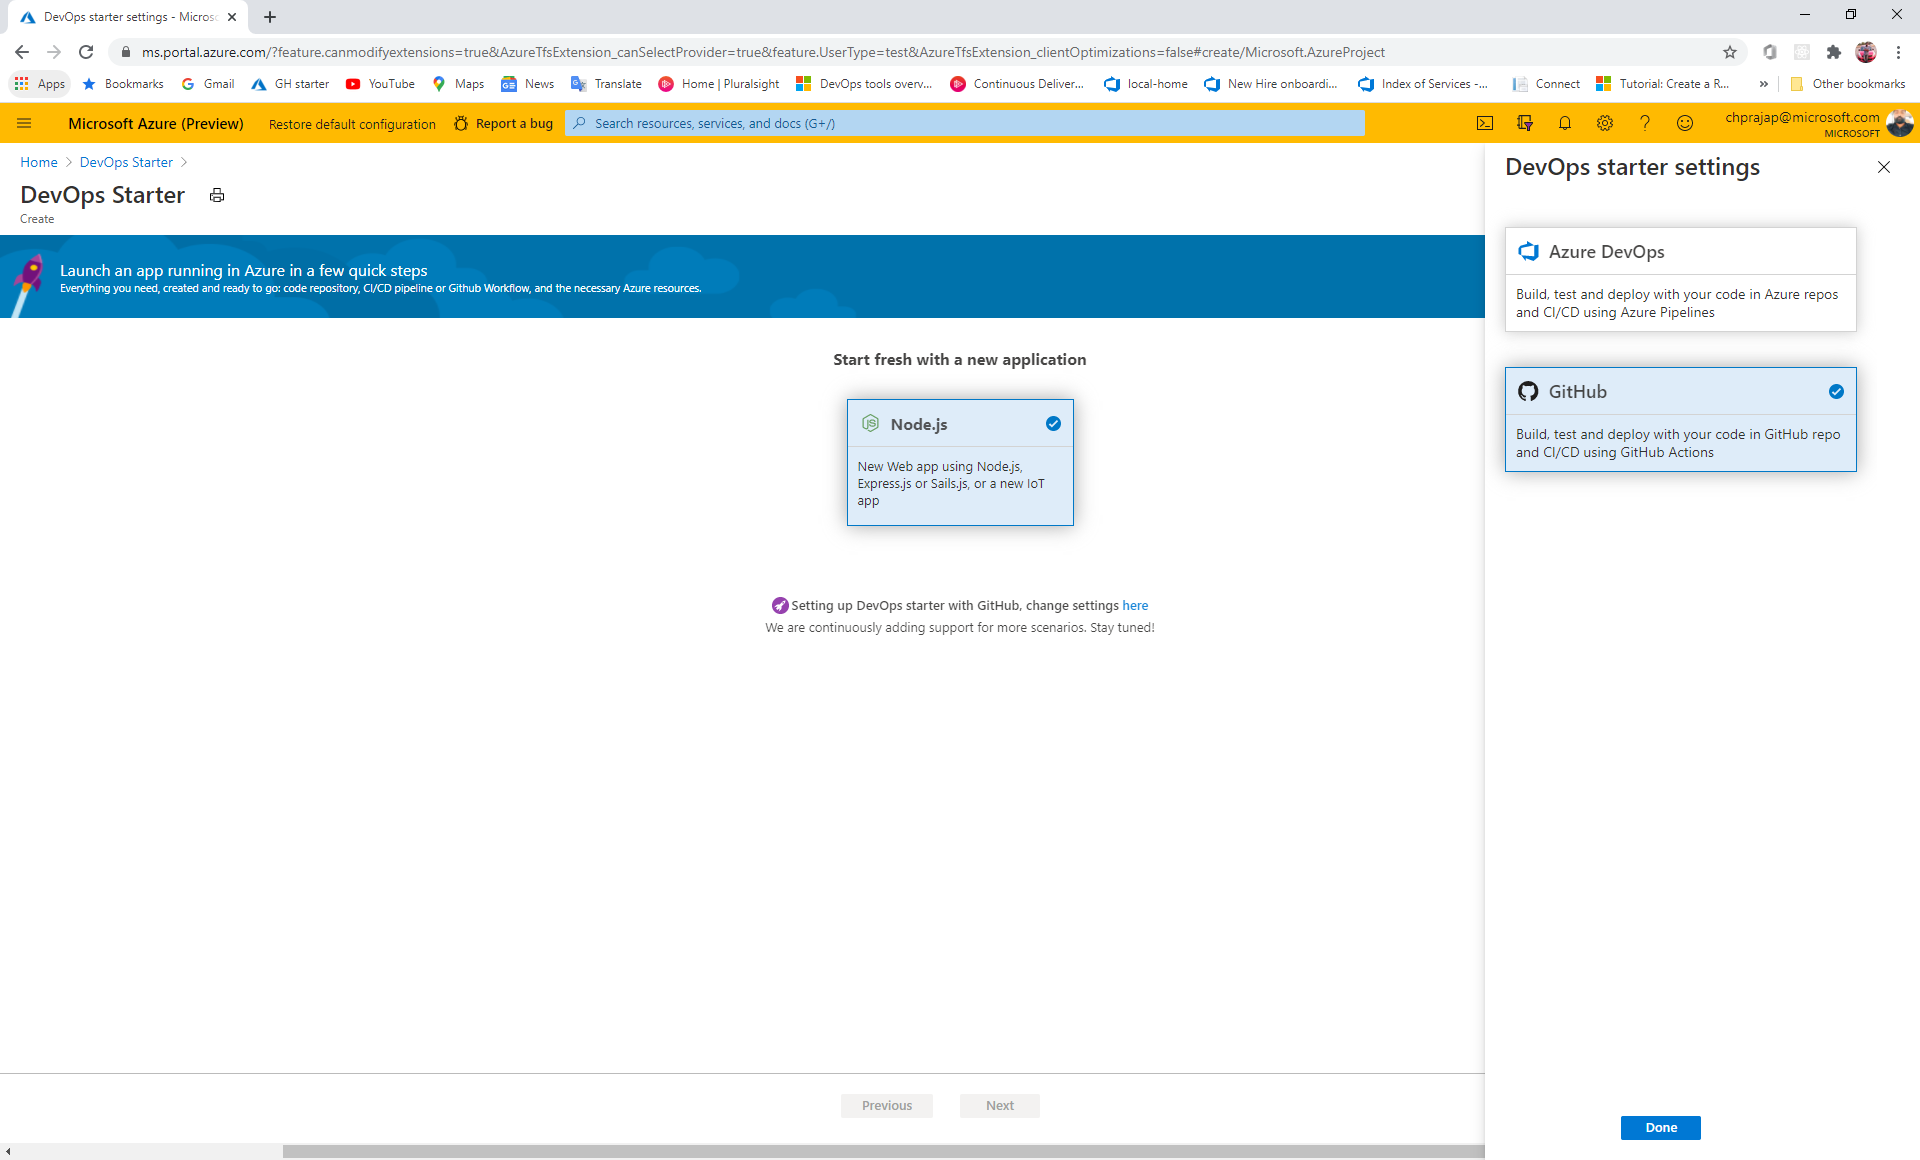 DevOps starter settings - Micros
ms.portal.azure.com/?feature.canmodifyextensions=true&AzureTfsExtension_canSelectProvider=true&feature.UserType=test&AzureTfsExtension_clientOptimizations=false#create/Microsoft.AzureProject
Apps Bookmarks Gmail GH starter YouTube Maps News Translate Home | Pluralsight DevOps tools overv... Continuous Deliver... local-home New Hire onboardi... Index of Services -... Connect Tutorial: Create a R... » Other bookmarks
Microsoft Azure (Preview) Restore default configuration Report a bug Search resources, services, and docs (G+/) chprajap@microsoft.com
MICROSOFT
Home > DevOps Starter >
DevOps Starter
Create
Launch an app running in Azure in a few quick steps
Everything you need, created and ready to go: code repository, CI/CD pipeline or Github Workflow, and the necessary Azure resources.
Start fresh with a new application
Node.js
New Web app using Node.js,
Express.js or Sails.js, or a new IoT
app
Setting up DevOps starter with GitHub, change settings here
We are continuously adding support for more scenarios. Stay tuned!
Previous Next
DevOps starter settings
Azure DevOps
Build, test and deploy with your code in Azure repos
and CI/CD using Azure Pipelines
GitHub
Build, test and deploy with your code in GitHub repo
and CI/CD using GitHub Actions
Done